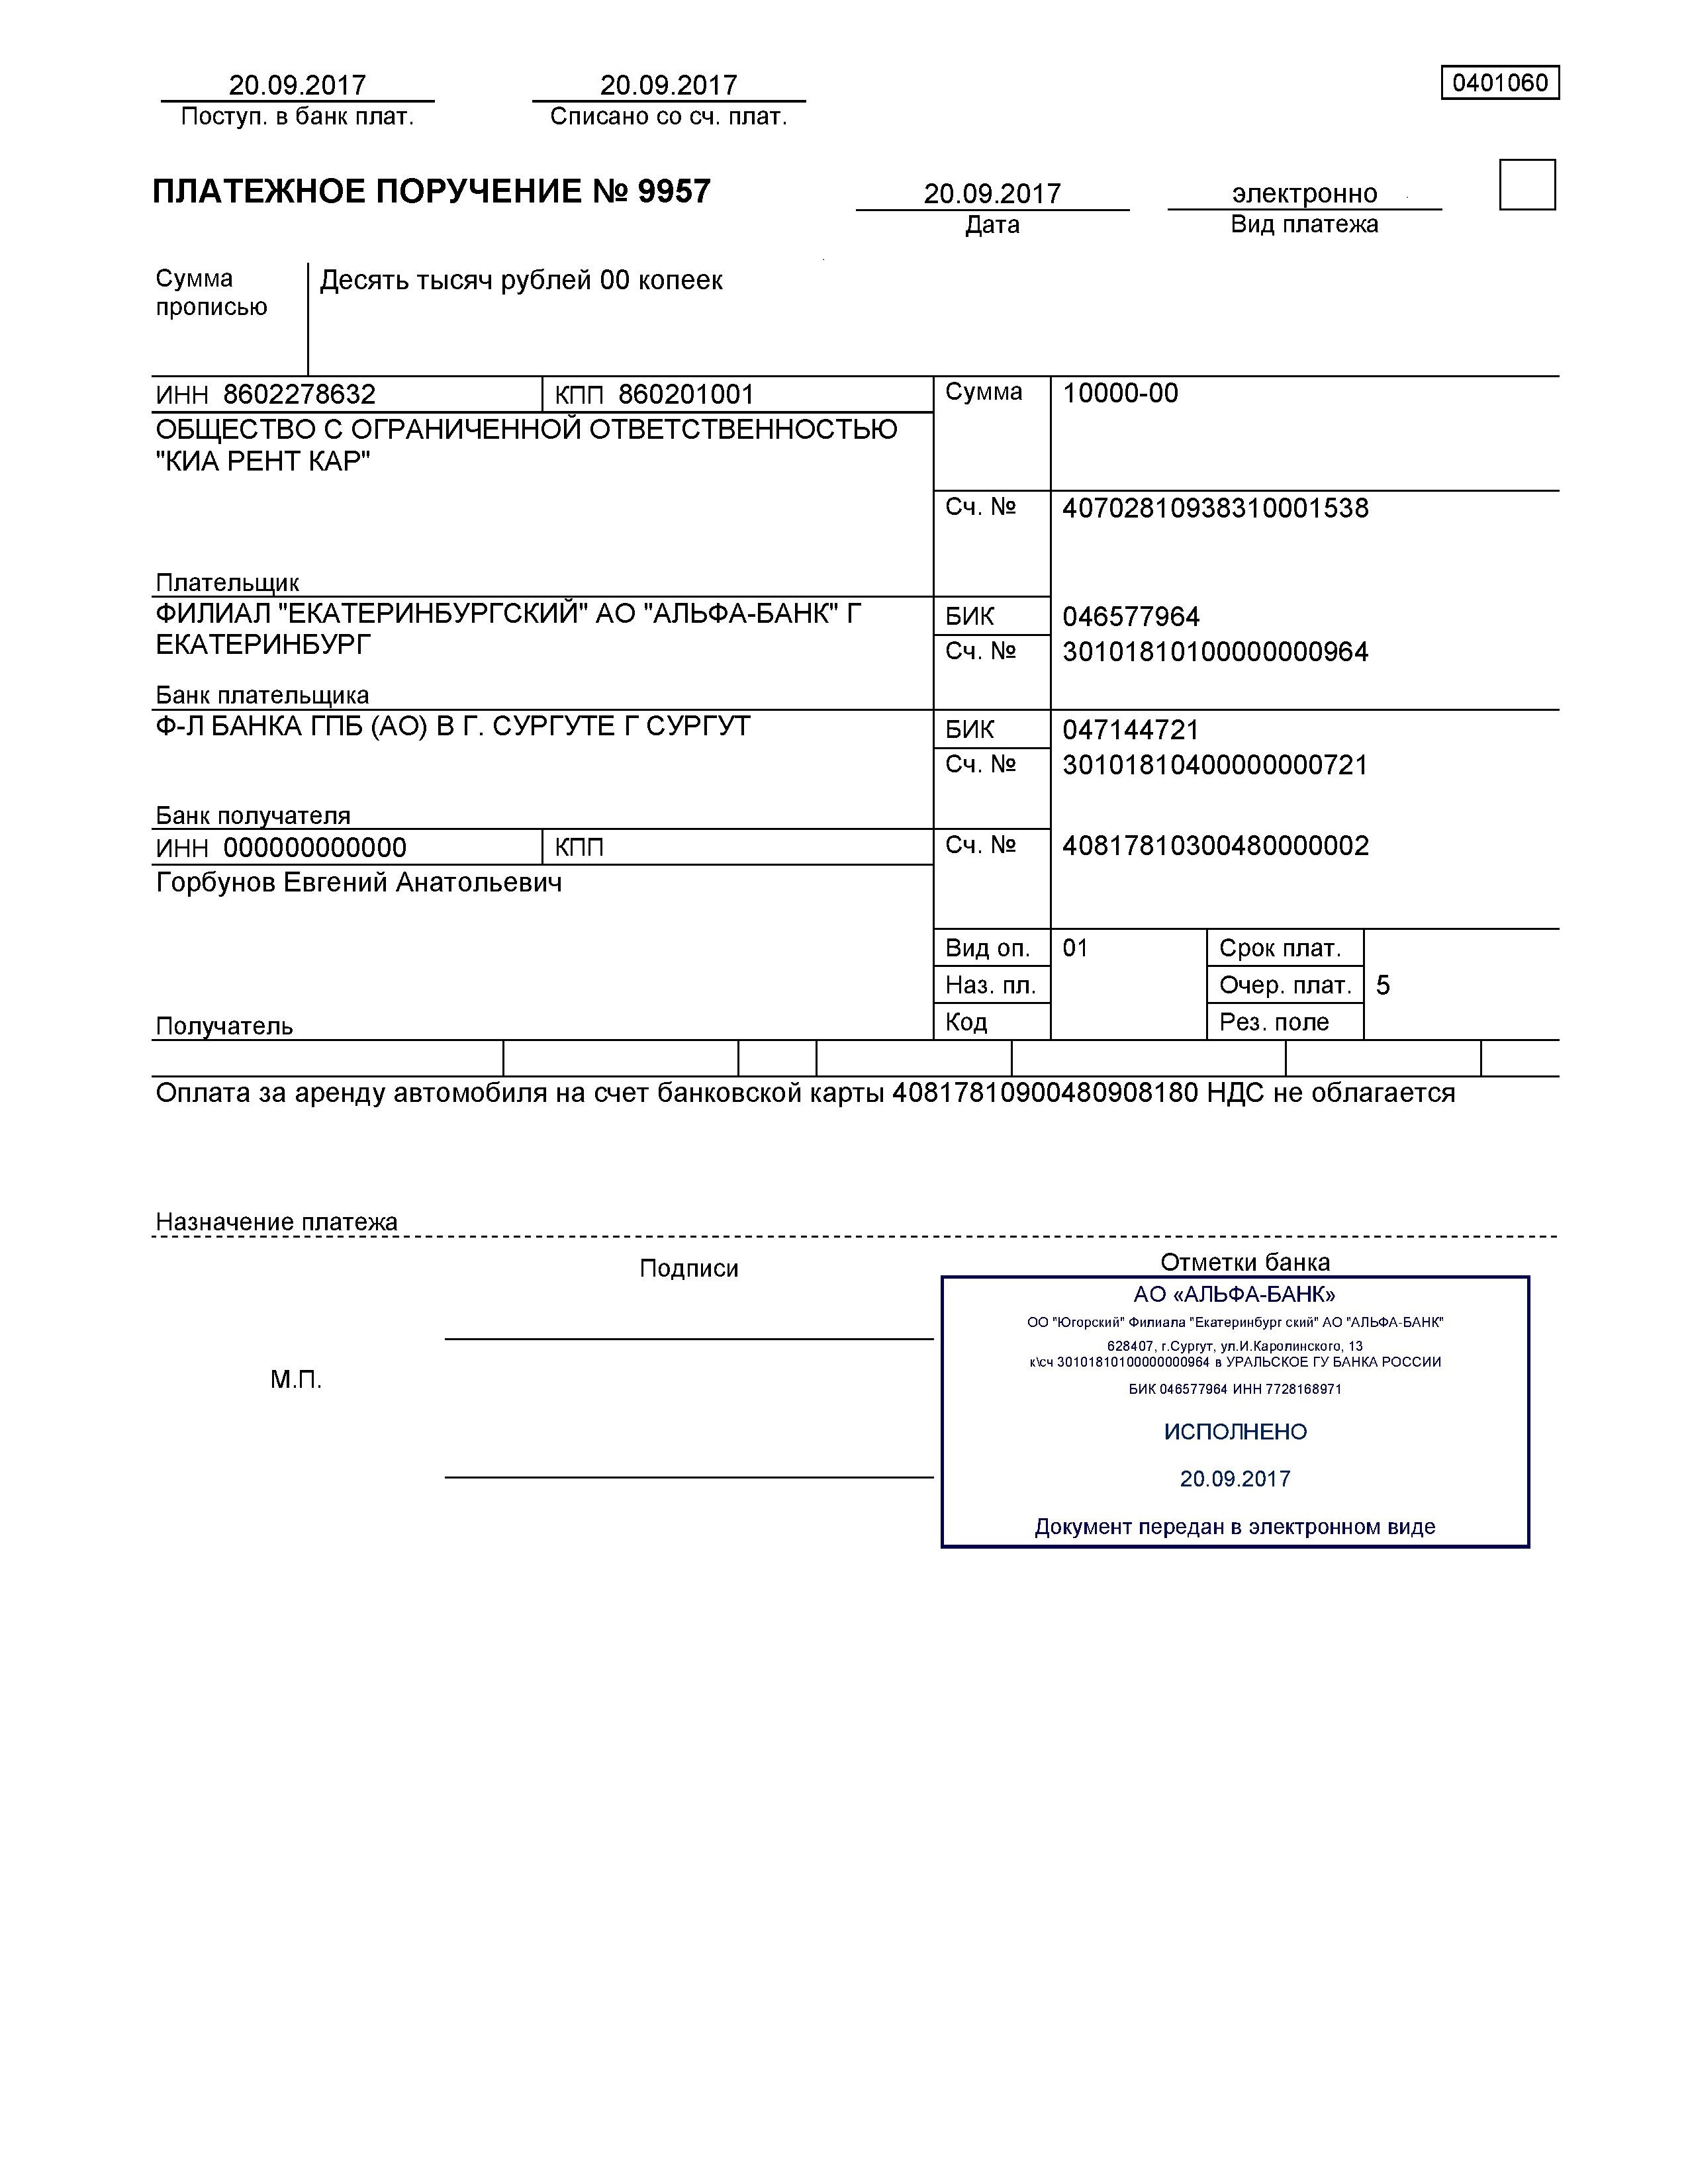 20.09.2017 20.09.2017 0401060
Поступ. в банк плат. Списано со сч. плат.
ПЛАТЕЖНОЕ ПОРУЧЕНИЕ № 9957 20.09.2017 электронно
Дата Вид платежа
Сумма прописью Десять тысяч рублей 00 копеек
ИНН 8602278632 КПП 860201001 Сумма 10000-00
ОБЩЕСТВО С ОГРАНИЧЕННОЙ ОТВЕТСТВЕННОСТЬЮ
"КИА РЕНТ КАР"
Сч. № 40702810938310001538
Плательщик
ФИЛИАЛ "ЕКАТЕРИНБУРГСКИЙ" АО "АЛЬФА-БАНК" Г
ЕКАТЕРИНБУРГ
БИК 046577964
Сч. № 30101810100000000964
Банк плательщика
Ф-Л БАНКА ГПБ (АО) В Г. СУРГУТЕ Г СУРГУТ БИК 047144721
Сч. № 30101810400000000721
Банк получателя
ИНН 000000000000 КПП Сч. № 40817810300480000002
Горбунов Евгений Анатольевич
Вид оп. 01 Срок плат.
Наз. пл. Очер. плат. 5
Получатель Код Рез. поле
Оплата за аренду автомобиля на счет банковской карты 40817810900480908180 НДС не облагается
Назначение платежа
Подписи Отметки банка
АО «АЛЬФА-БАНК»
ОО "Югорский" Филиала "Екатеринбург ский" АО "АЛЬФА-БАНК"
628407, г.Сургут, ул.И.Каролинского, 13
к\сч 30101810100000000964 в УРАЛЬСКОЕ ГУ БАНКА РОССИИ
М.П.
БИК 046577964 ИНН 7728168971
ИСПОЛНЕНО
20.09.2017
Документ передан в электронном виде